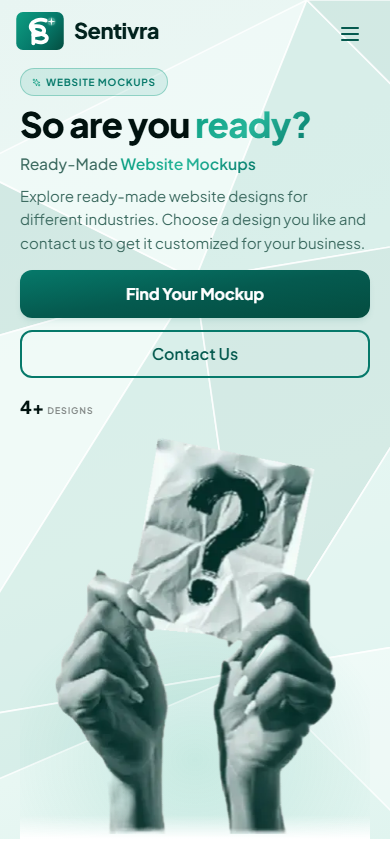 Sentivra
WEBSITE MOCKUPS
So are you ready?
Ready-Made Website Mockups
Explore ready-made website designs for
different industries. Choose a design you like and
contact us to get it customized for your business.
Find Your Mockup
Contact Us
4+ DESIGNS
?